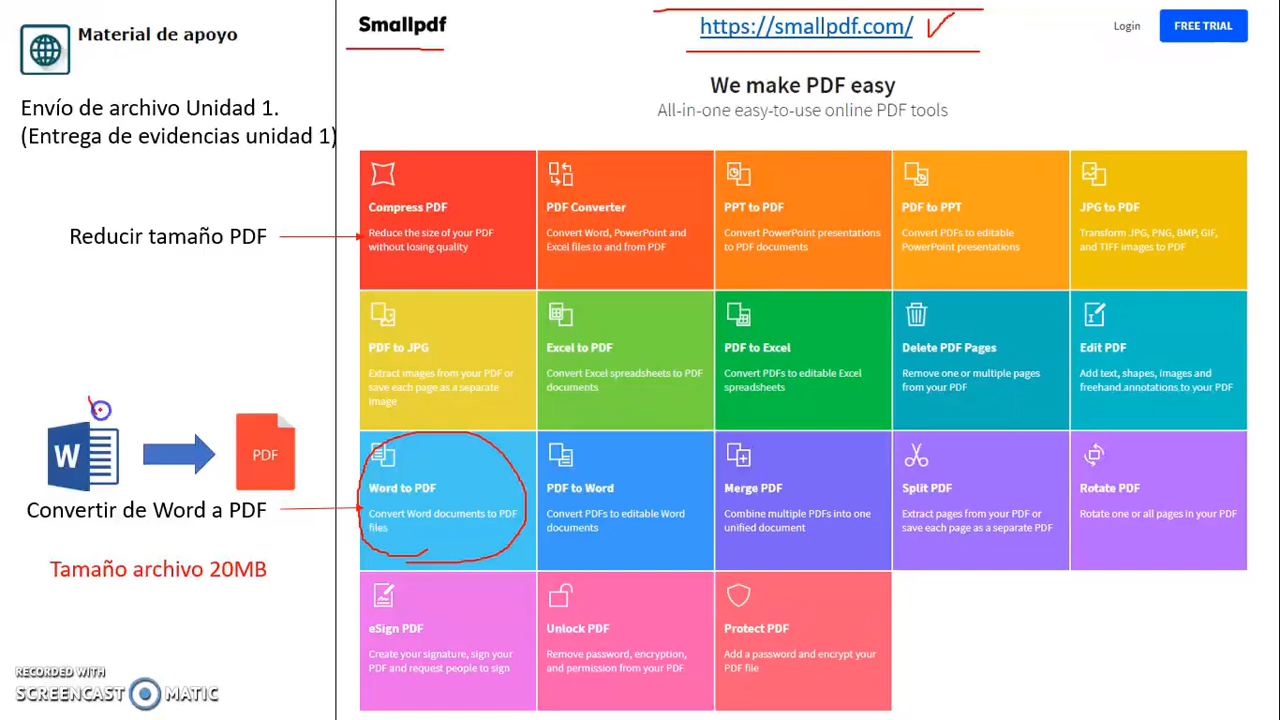 Material de apoyo
Envío de archivo Unidad 1.
(Entrega de evidencias unidad 1)
Reducir tamaño PDF
W
PDF
Convertir de Word a PDF
Tamaño archivo 20MB
RECORDED WITH
SCREENCAST MATIC
Smallpdf
https://smallpdf.com/
Login
FREE TRIAL
We make PDF easy
All-in-one easy-to-use online PDF tools
Compress PDF
Reduce the size of your PDF
without losing quality
PDF Converter
Convert Word, PowerPoint and
Excel files to and from PDF
PPT to PDF
Convert PowerPoint presentations
to PDF documents
PDF to PPT
Convert PDFs to editable
PowerPoint presentations
JPG to PDF
Transform JPG, PNG, BMP, GIF,
and TIFF images to PDF
PDF to JPG
Extract images from your PDF or
save each page as a separate
image
Excel to PDF
Convert Excel spreadsheets to PDF
documents
PDF to Excel
Convert PDFs to editable Excel
spreadsheets
Delete PDF Pages
Remove one or multiple pages
from your PDF
Edit PDF
Add text, shapes, images and
freehand annotations to your PDF
Word to PDF
Convert Word documents to PDF
files
PDF to Word
Convert PDFs to editable Word
documents
Merge PDF
Combine multiple PDFs into one
unified document
Split PDF
Extract pages from your PDF or
save each page as a separate PDF
Rotate PDF
Rotate one or all pages in your PDF
eSign PDF
Create your signature, sign your
PDF and request people to sign
Unlock PDF
Remove password, encryption,
and permission from your PDF
Protect PDF
Add a password and encrypt your
PDF file